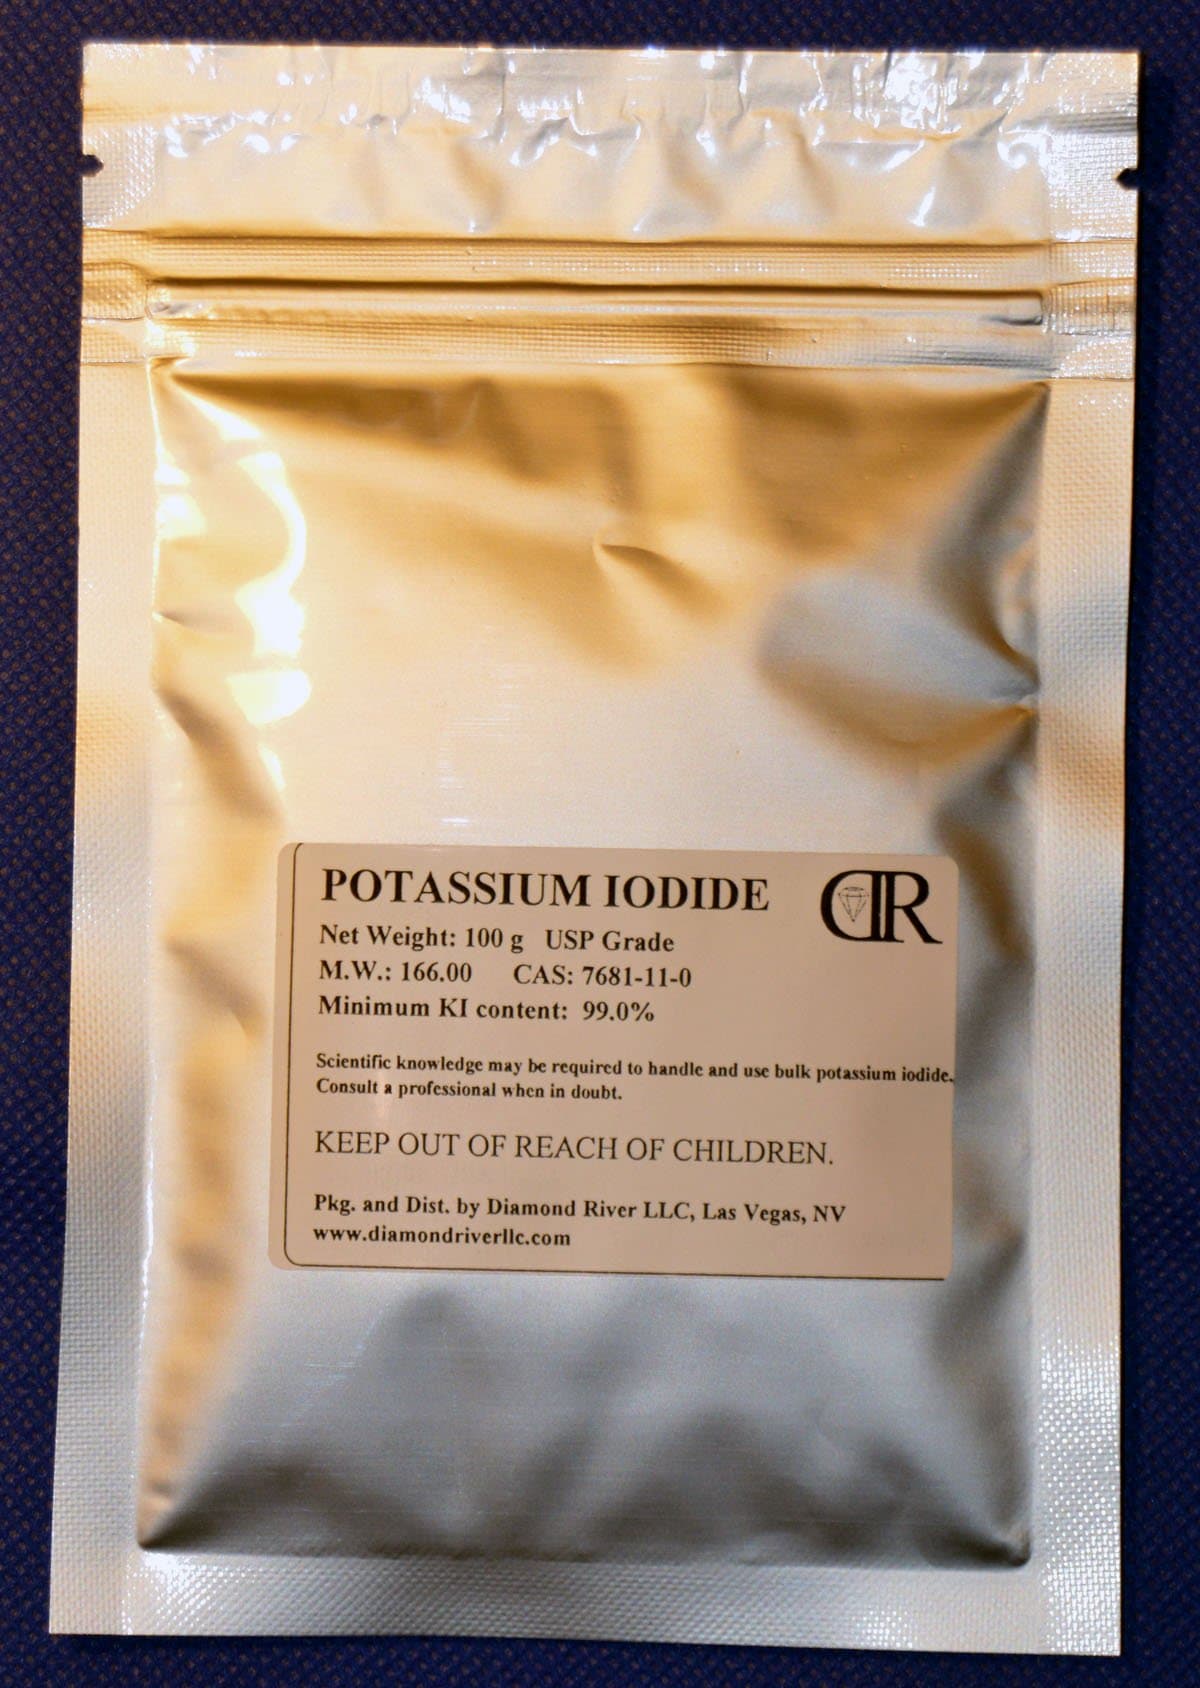 POTASSIUM IODIDE DR
Net Weight: 100 g USP Grade
M.W.: 166.00 CAS: 7681-11-0
Minimum KI content: 99.0%
Scientific knowledge may be required to handle and use bulk potassium iodide.
Consult a professional when in doubt.
KEEP OUT OF REACH OF CHILDREN.
Pkg. and Dist. by Diamond River LLC, Las Vegas, NV
www.diamondriverllc.com